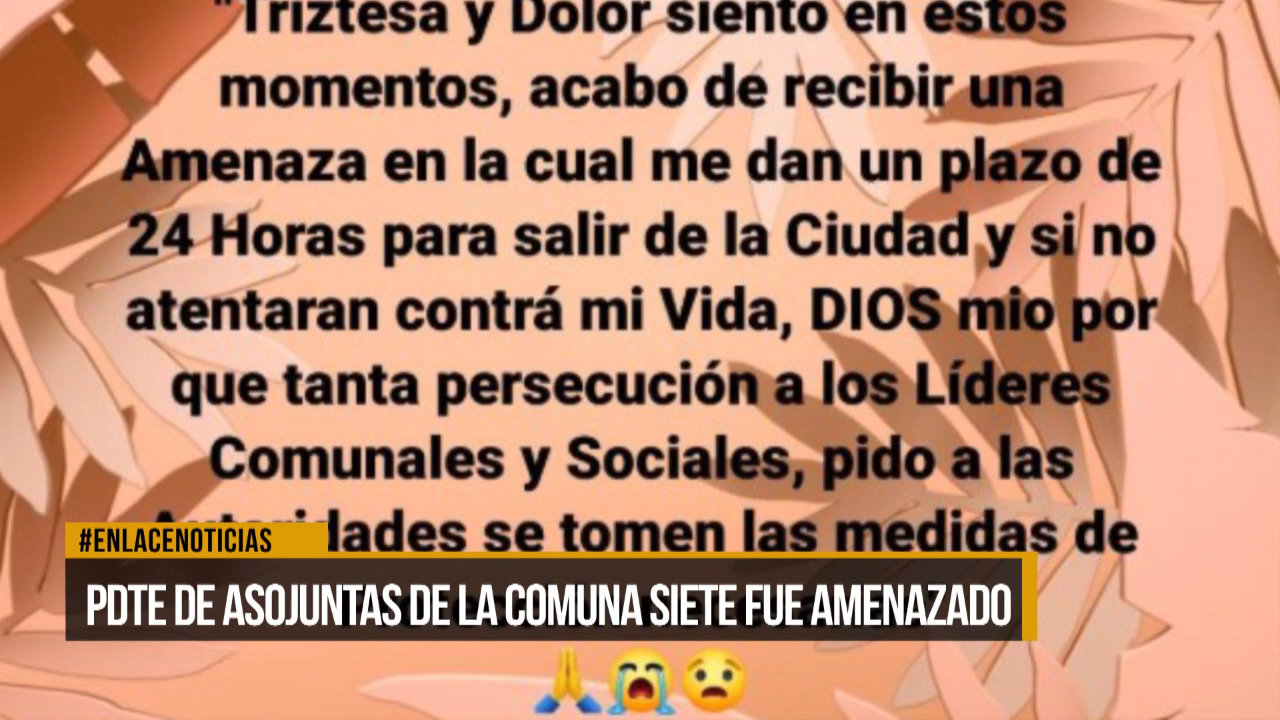 "Triztesa y Dolor siento en estos
momentos, acabo de recibir una
Amenaza en la cual me dan un plazo de
24 Horas para salir de la Ciudad y si no
atentaran contrá mi Vida, DIOS mio por
que tanta persecución a los Líderes
Comunales y Sociales, pido a las
Autoridades se tomen las medidas de
#ENLACENOTICIAS
PDTE DE ASOJUNTAS DE LA COMUNA SIETE FUE AMENAZADO